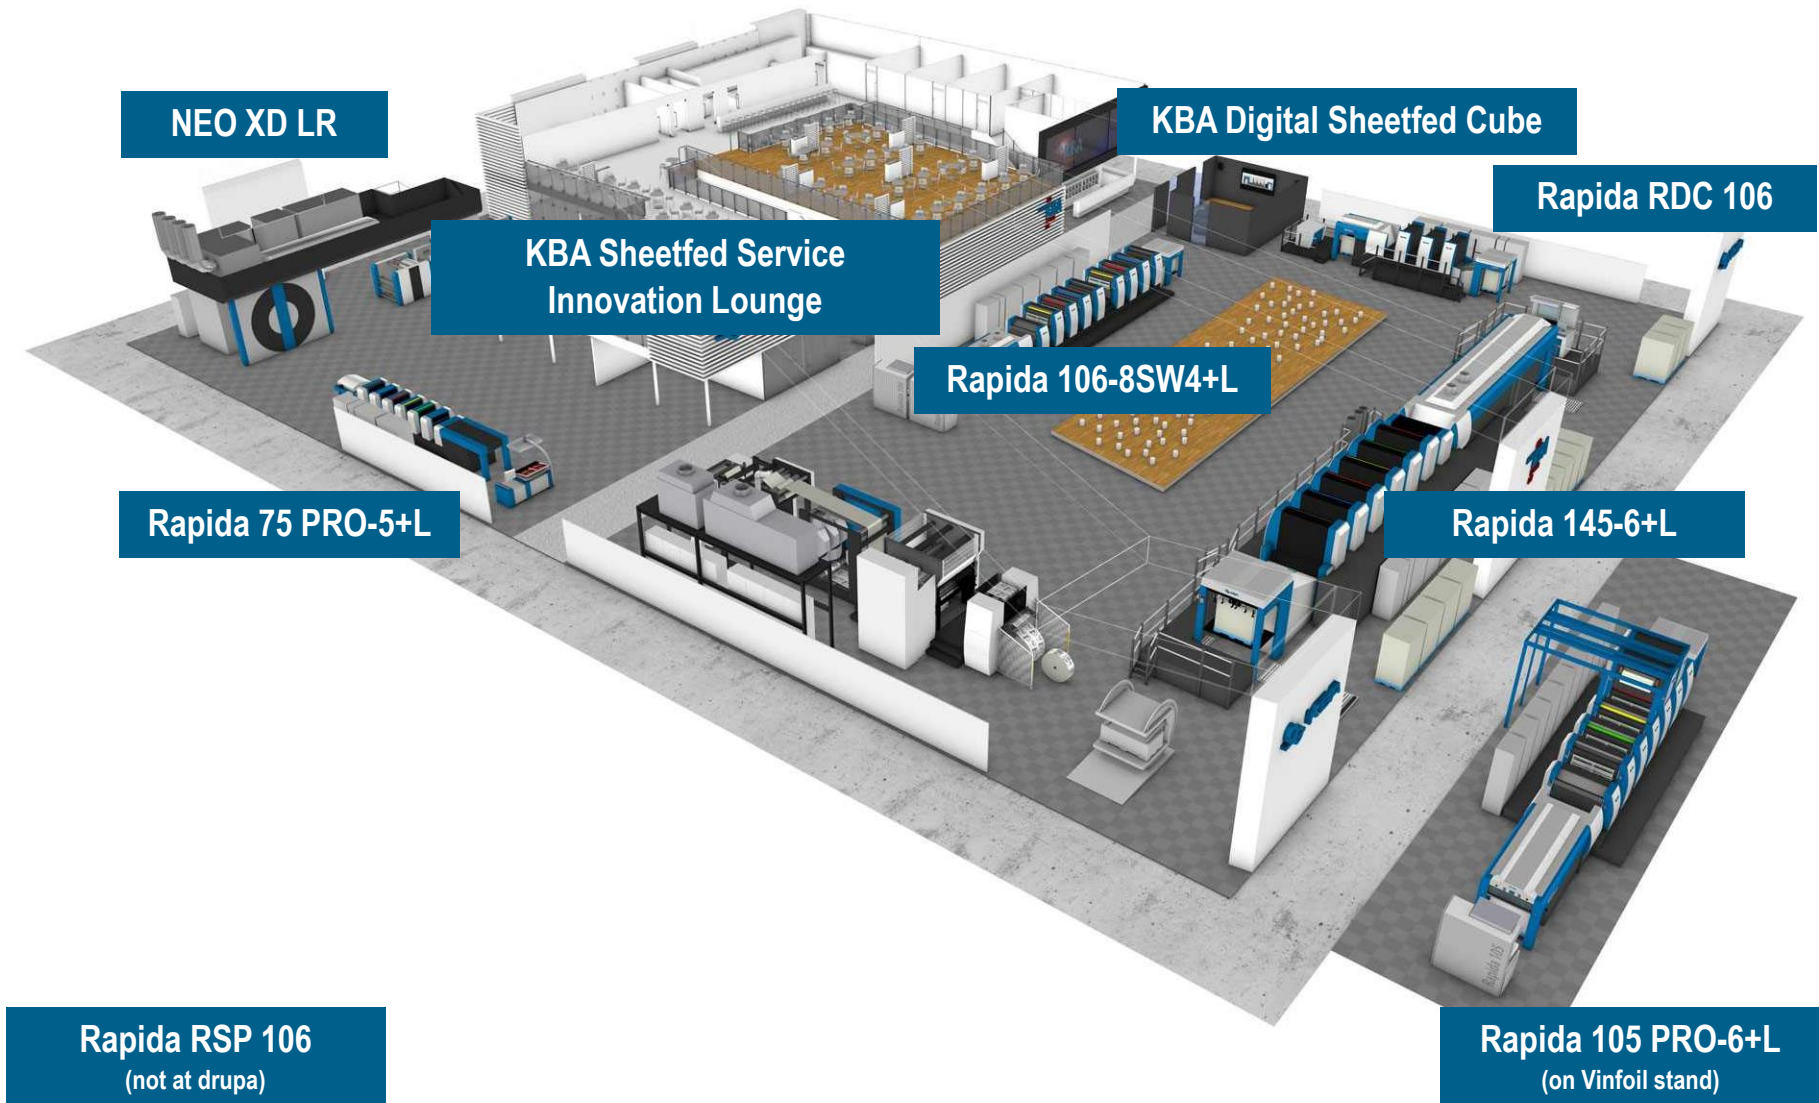 NEO XD LR
KBA Digital Sheetfed Cube
Rapida RDC 106
KBA Sheetfed Service
Innovation Lounge
Rapida 106-8SW4+L
Rapida 75 PRO-5+L
Rapida 145-6+L
Rapida 105
Rapida RSP 106
(not at drupa)
Rapida 105 PRO-6+L
(on Vinfoil stand)